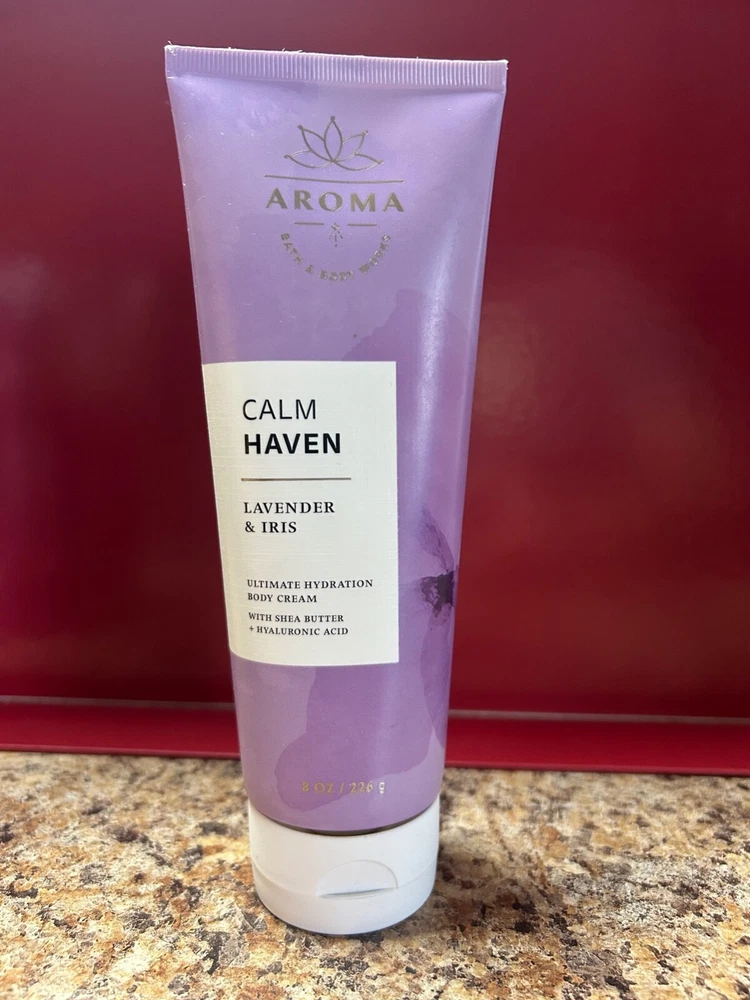 AROMA
BATH & BODY WORKS
CALM
HAVEN
LAVENDER
& IRIS
ULTIMATE HYDRATION
BODY CREAM
WITH SHEA BUTTER
+ HYALURONIC ACID
8 OZ / 226 g